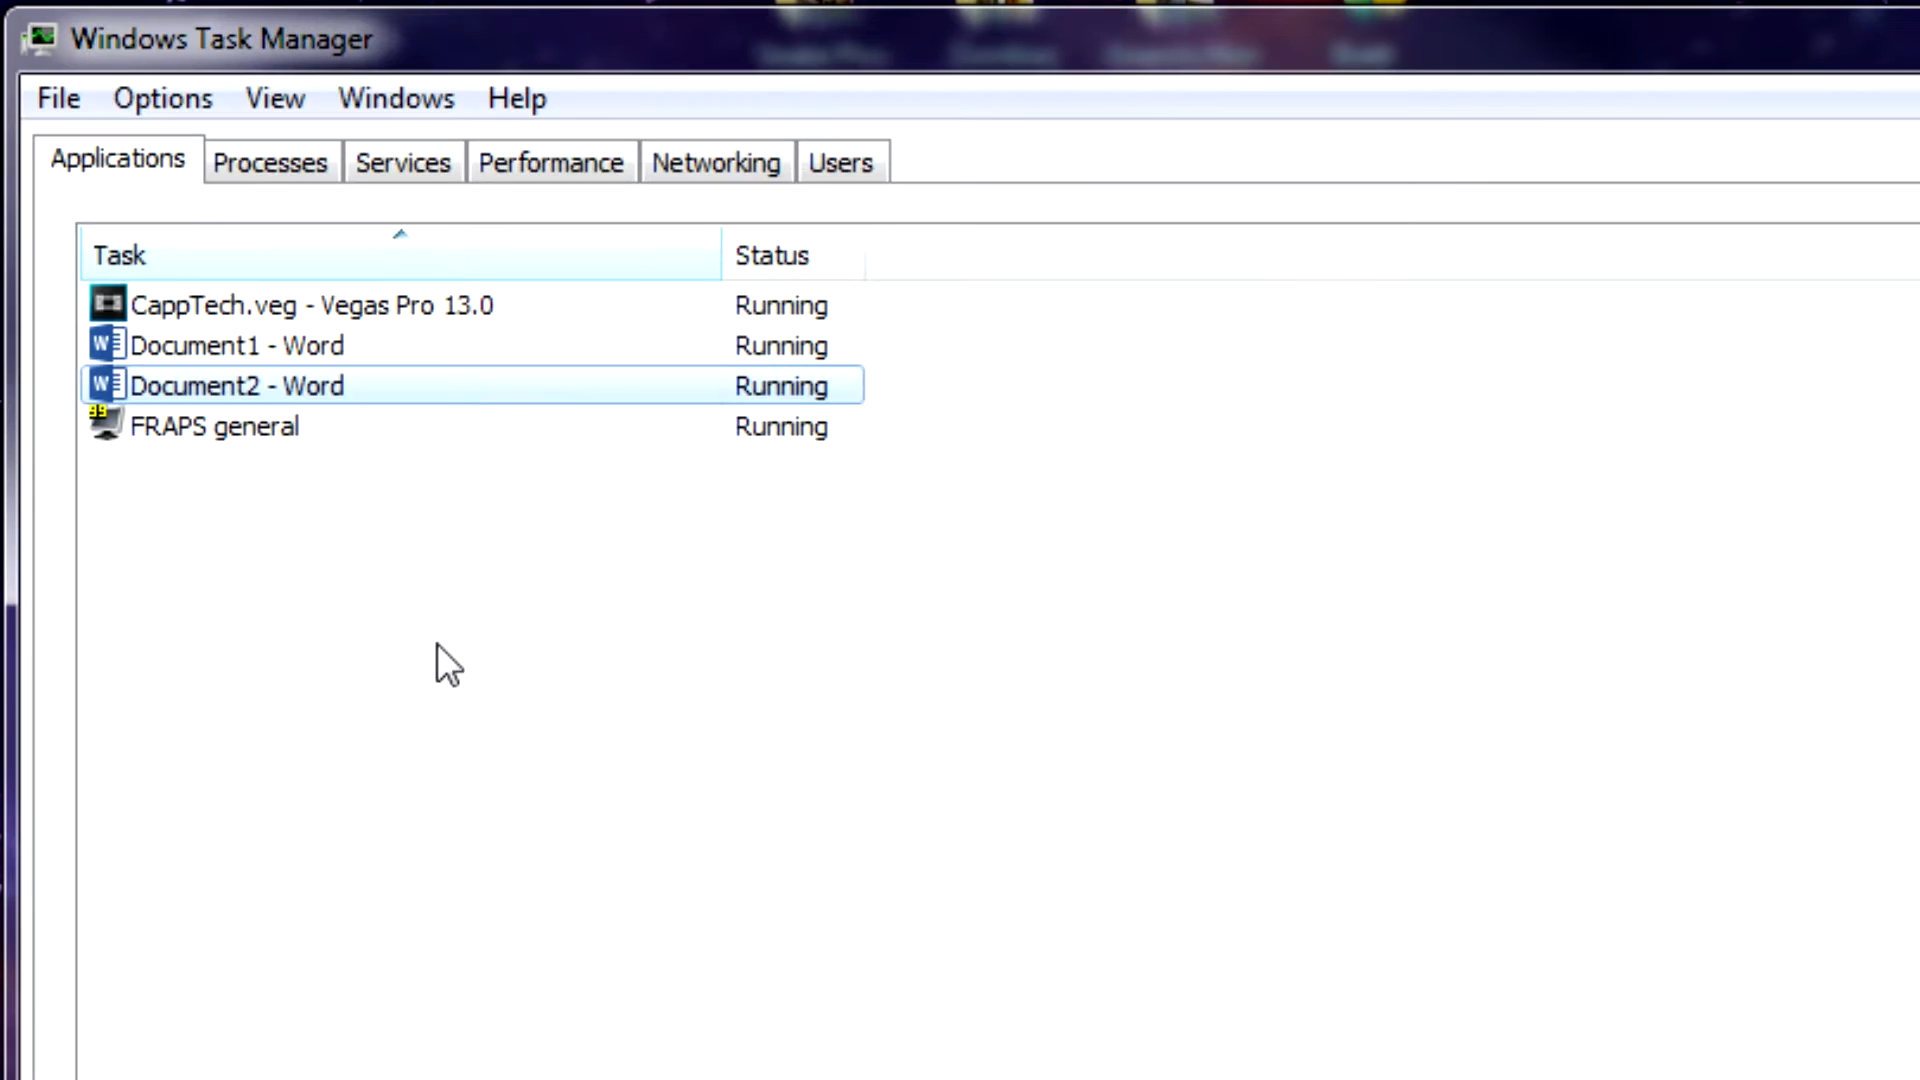 Windows Task Manager
File Options View Windows Help
Applications Processes Services Performance Networking Users
Task Status
CappTech.veg - Vegas Pro 13.0 Running
Document1 - Word Running
Document2 - Word Running
99 FRAPS general Running